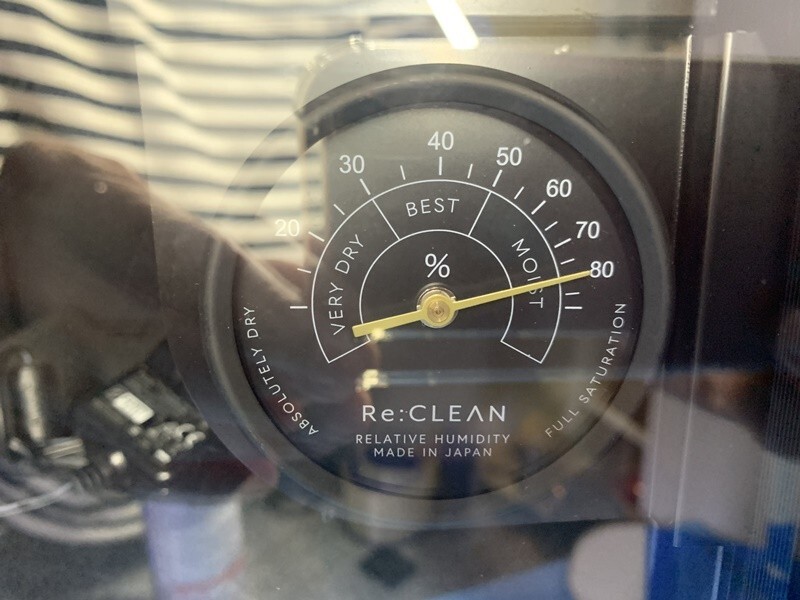 20
30
40
50
60
70
80
VERY DRY
BEST
MOIST
%
ABSOLUTELY DRY
FULL SATURATION
Re:CLEAN
RELATIVE HUMIDITY
MADE IN JAPAN